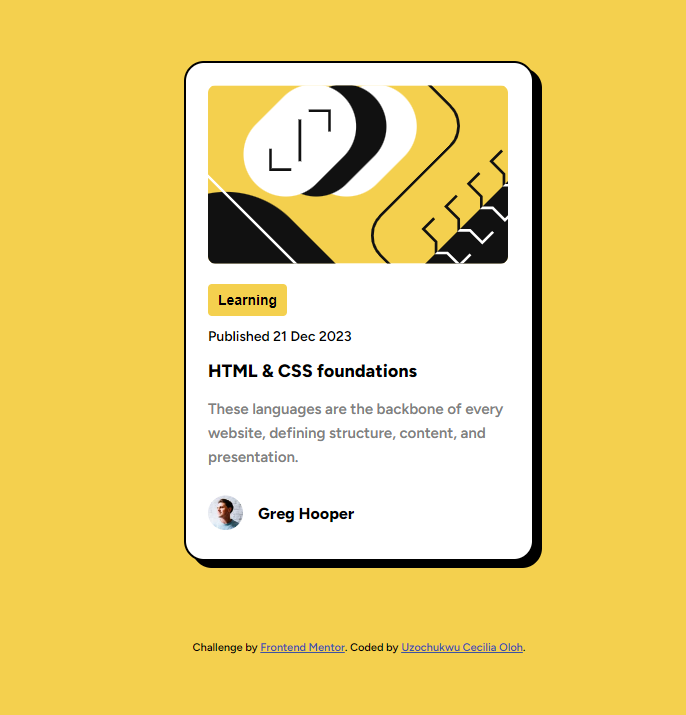 Learning
Published 21 Dec 2023
HTML & CSS foundations
These languages are the backbone of every
website, defining structure, content, and
presentation.
Greg Hooper
Challenge by Frontend Mentor. Coded by Uzochukwu Cecilia Oloh.